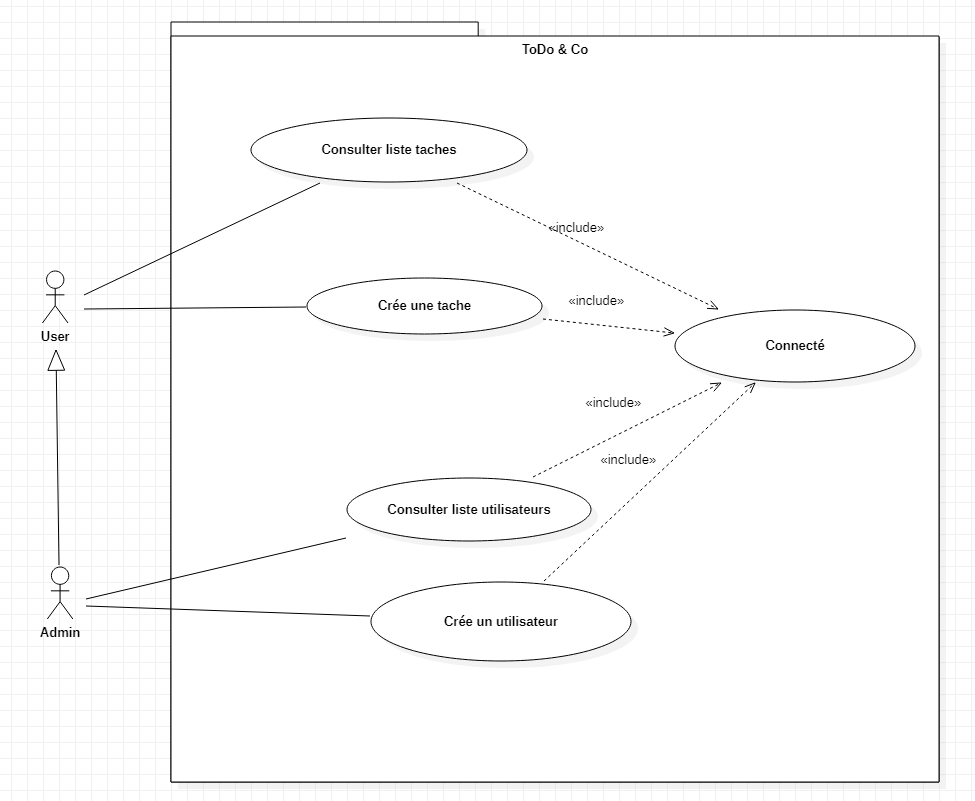 ToDo & Co
Consulter liste taches
«include»
User
Crée une tache
«include»
Connecté
«include»
«include»
Consulter liste utilisateurs
Admin
Crée un utilisateur